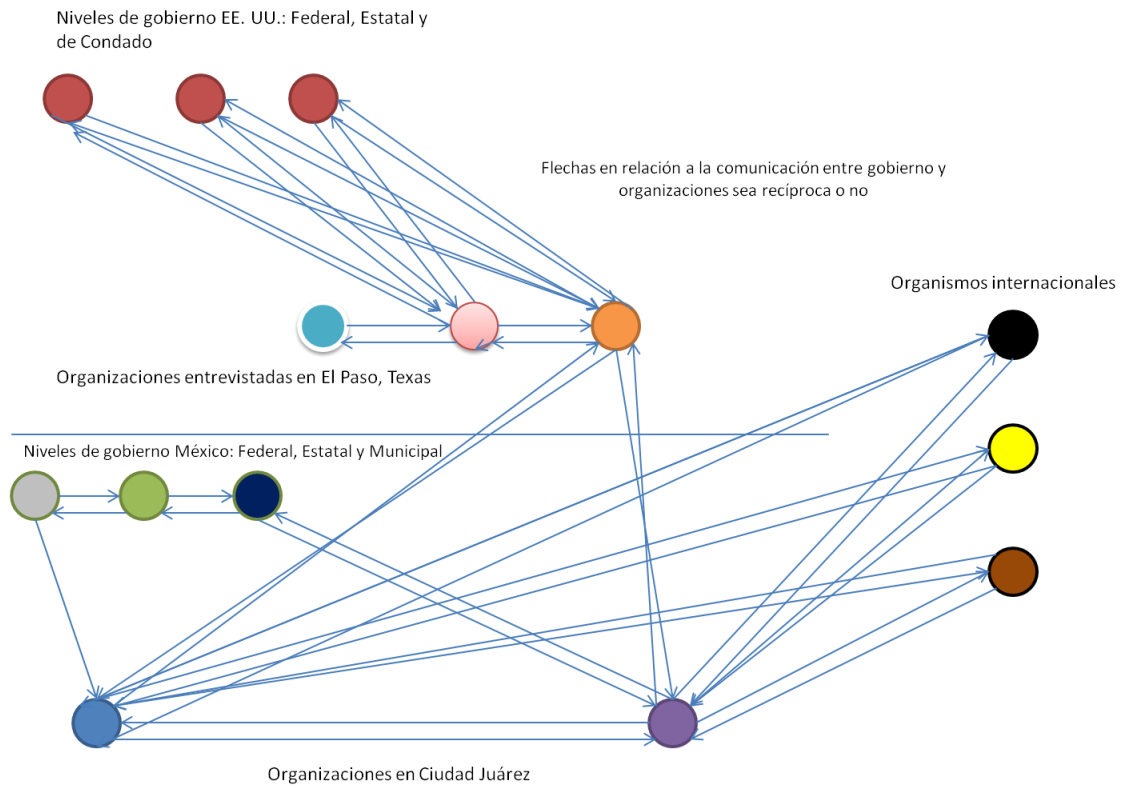 Niveles de gobierno EE. UU.: Federal, Estatal y
de Condado
Flechas en relación a la comunicación entre gobierno y
organizaciones sea recíproca o no
Organismos internacionales
Organizaciones entrevistadas en El Paso, Texas
Niveles de gobierno México: Federal, Estatal y Municipal
Organizaciones en Ciudad Juárez